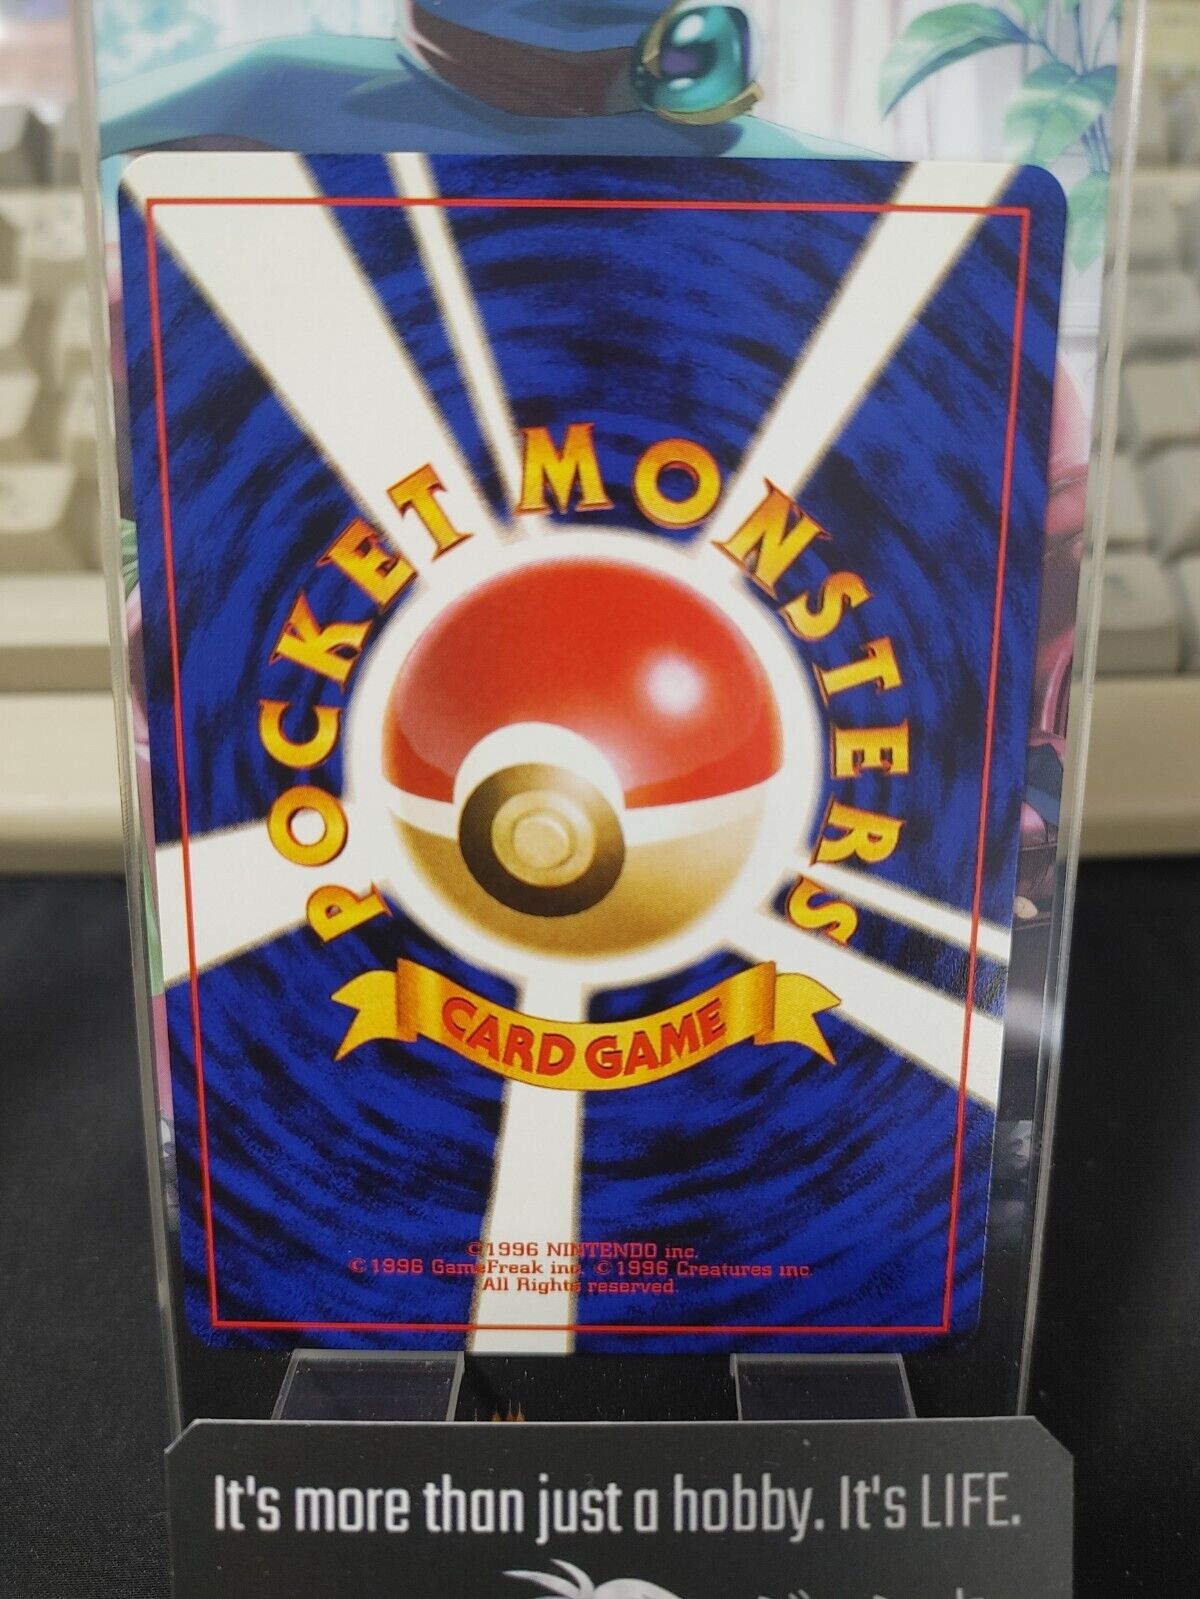 POCKET MONSTERS
CARD GAME
©1996 NINTENDO inc.
©1996 GameFreak inc. ©1996 Creatures inc.
All Rights reserved.
It's more than just a hobby. It's LIFE.